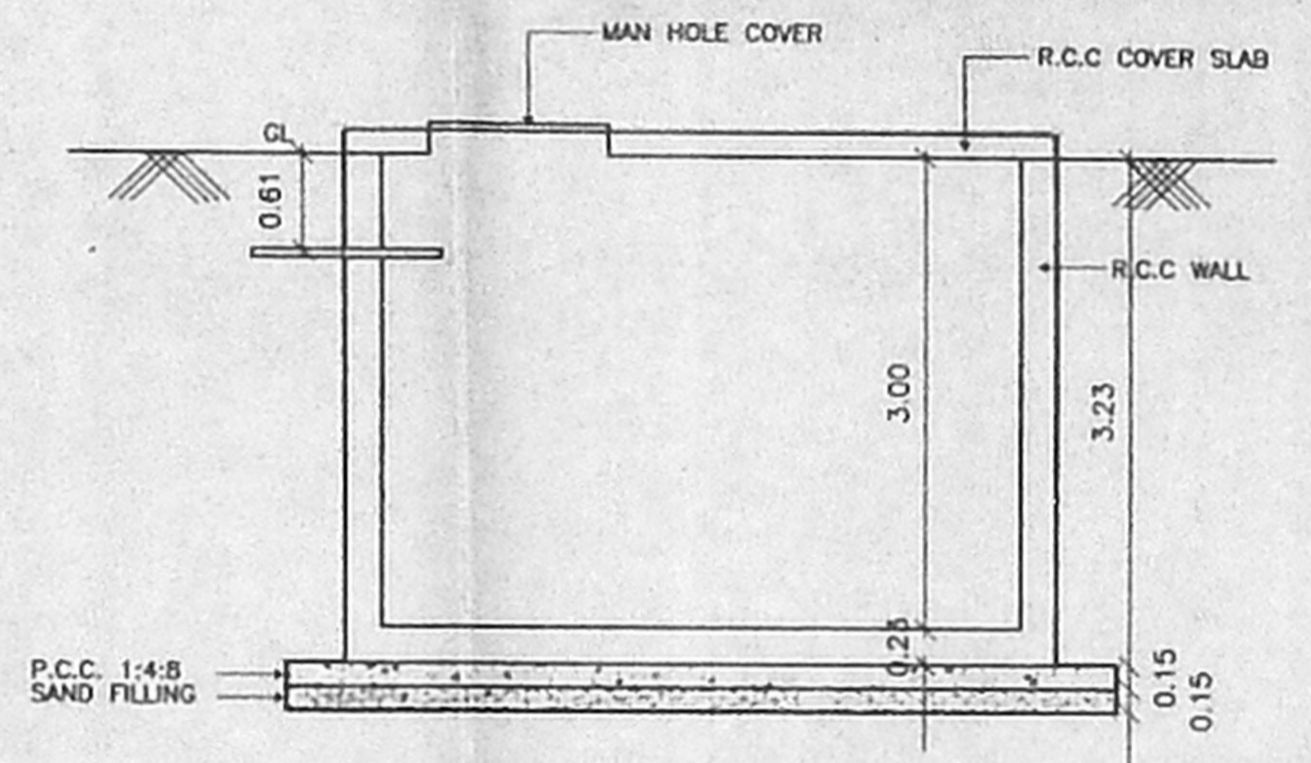 MAN HOLE COVER
R.C.C COVER SLAB
GL
0.61
R.C.C WALL
3.00
3.23
0.23
P.C.C. 1:4:8
SAND FILLING
0.15
0.15